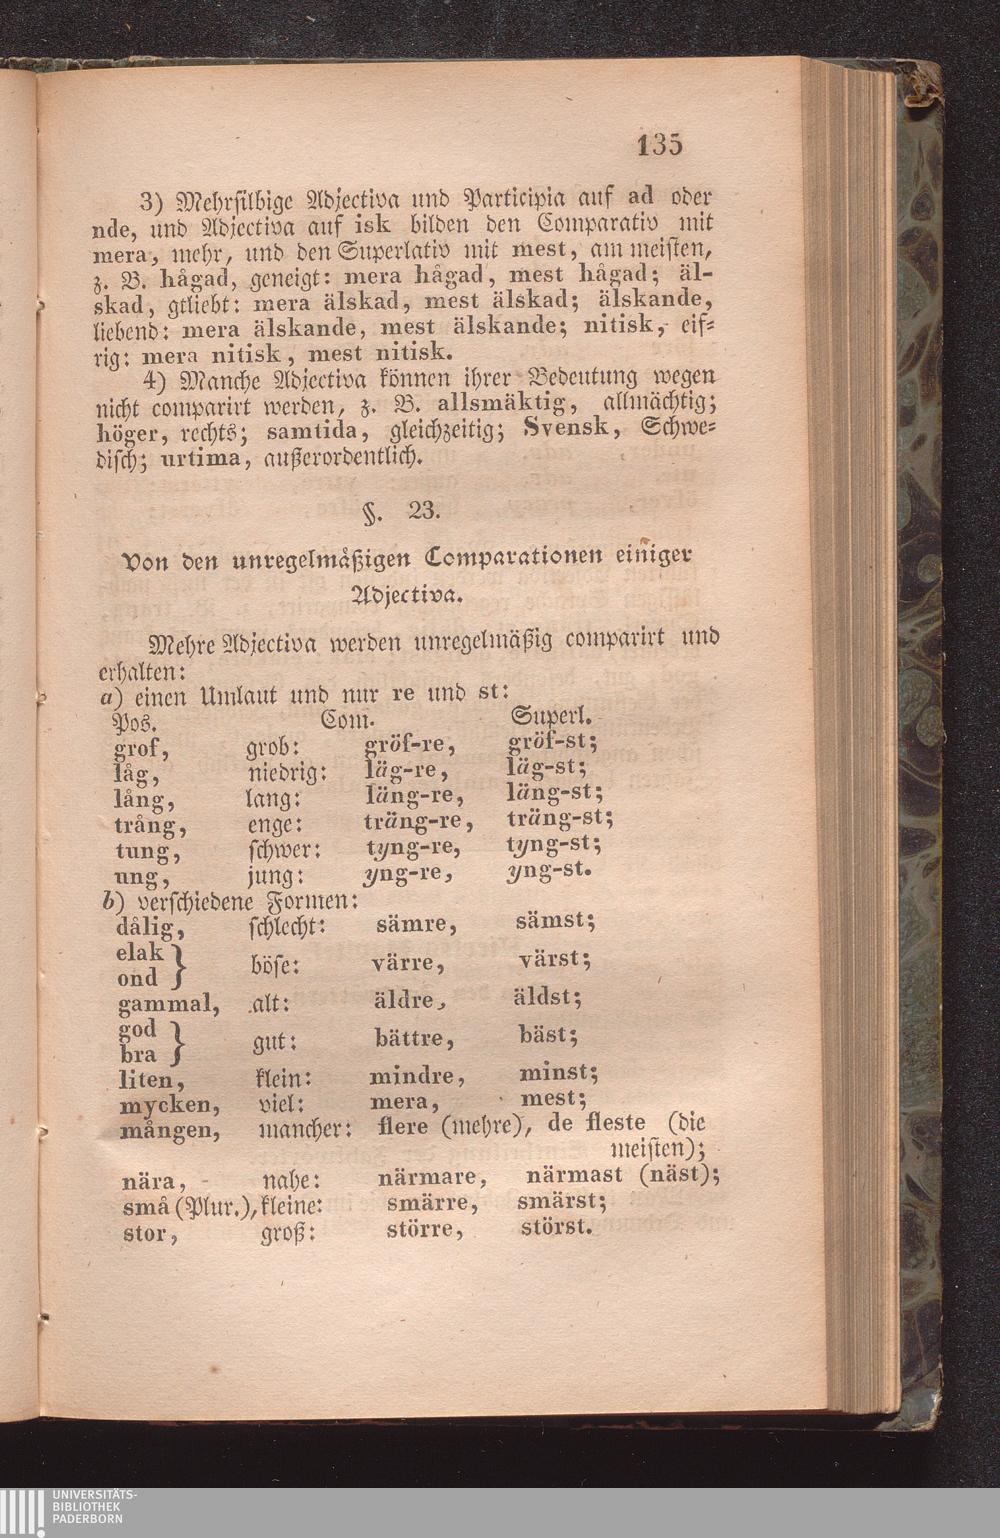 135
3) Mehrsilbige Adjectiva und Participia auf ad oder
nde, und Adjectiva auf isk bilden den Comparativ mit
mera, mehr, und den Superlativ mit mest, am meisten,
z. B. hågad, geneigt: mera hågad, mest hågad; äl-
skad, gtliebt: mera älskad, mest älskad; älskande,
liebend: mera älskande, mest älskande; nitisk, eif-
rig: mera nitisk, mest nitisk.
4) Manche Adjectiva können ihrer Bedeutung wegen
nicht comparirt werden, z. B. allsmäktig, allmächtig;
höger, rechts; samtida, gleichzeitig; Svensk, Schwe-
disch; urtima, außerordentlich.
§. 23.
Von den unregelmäßigen Comparationen einiger
Adjectiva.
Mehre Adjectiva werden unregelmäßig comparirt und
erhalten:
a) einen Umlaut und nur re und st:
Pos. Com. Superl.
grof, grob: gröf-re, gröf-st;
låg, niedrig: läg-re, läg-st;
lång, lang: läng-re, läng-st;
trång, enge: träng-re, träng-st;
tung, schwer: tyng-re, tyng-st;
ung, jung: yng-re, yng-st.
b) verschiedene Formen:
dålig, schlecht: sämre, sämst;
elak
ond } böse: värre, värst;
gammal, alt: äldre, äldst;
god
bra } gut: bättre, bäst;
liten, klein: mindre, minst;
mycken, viel: mera, mest;
mången, mancher: flere (mehre), de fleste (die
meisten);
nära, nahe: närmare, närmast (näst);
små (Plur.), kleine: smärre, smärst;
stor, groß: större, störst.
UNIVERSITÄTS-
BIBLIOTHEK
PADERBORN